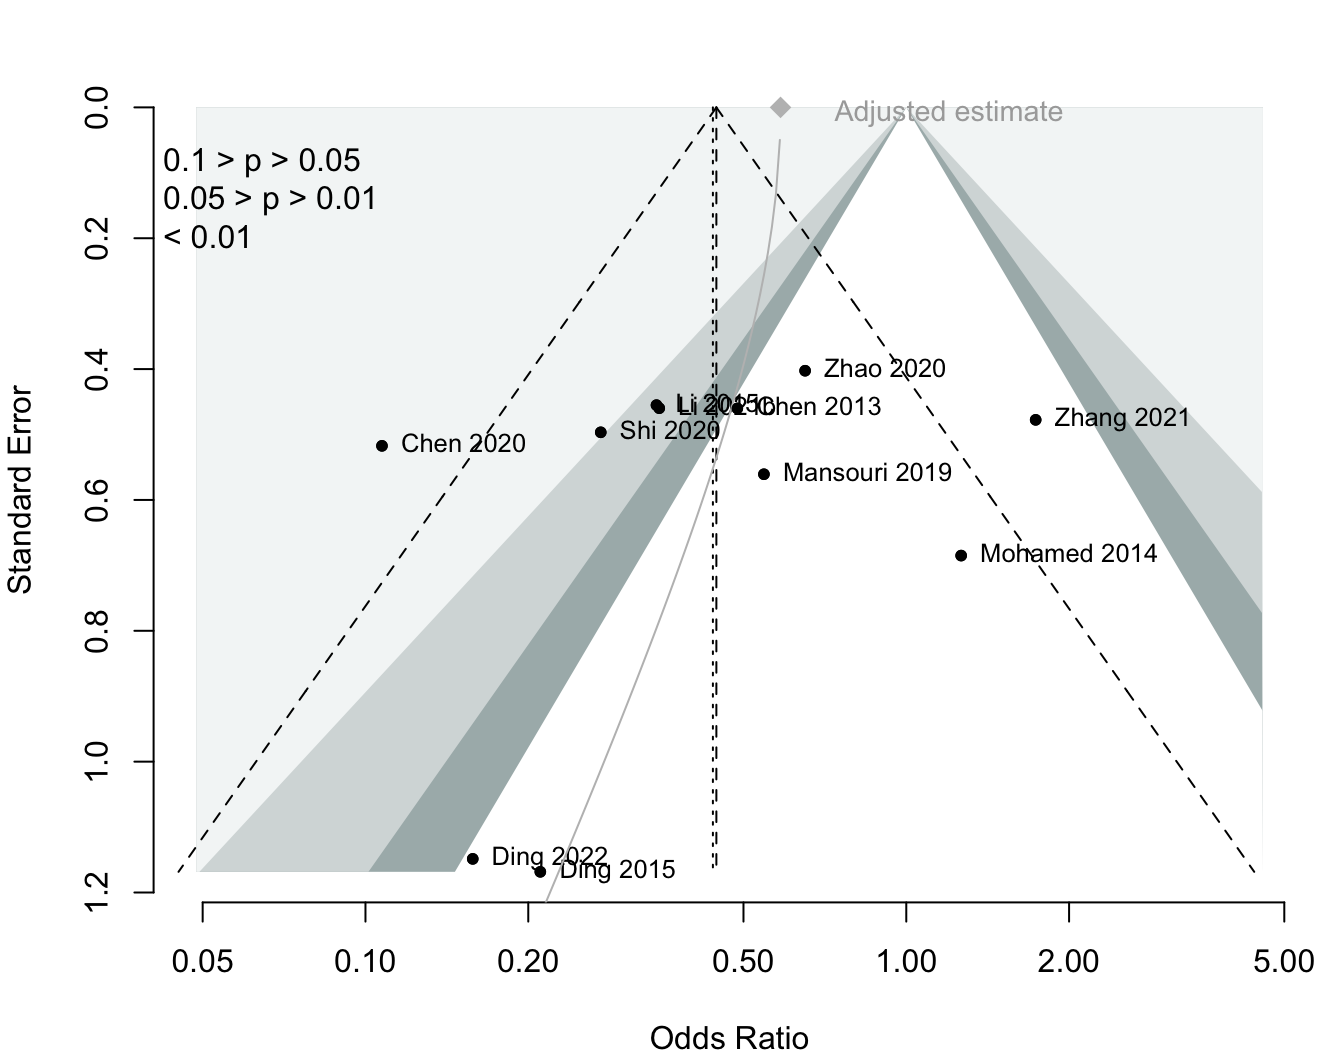 Adjusted estimate
0.1 > p > 0.05
0.05 > p > 0.01
< 0.01
Zhao 2020
Li 2015
Chen 2013
Zhang 2021
Shi 2020
Chen 2020
Mansouri 2019
Mohamed 2014
Ding 2022
Ding 2015
Standard Error
0.0
0.2
0.4
0.6
0.8
1.0
1.2
0.05 0.10 0.20 0.50 1.00 2.00 5.00
Odds Ratio